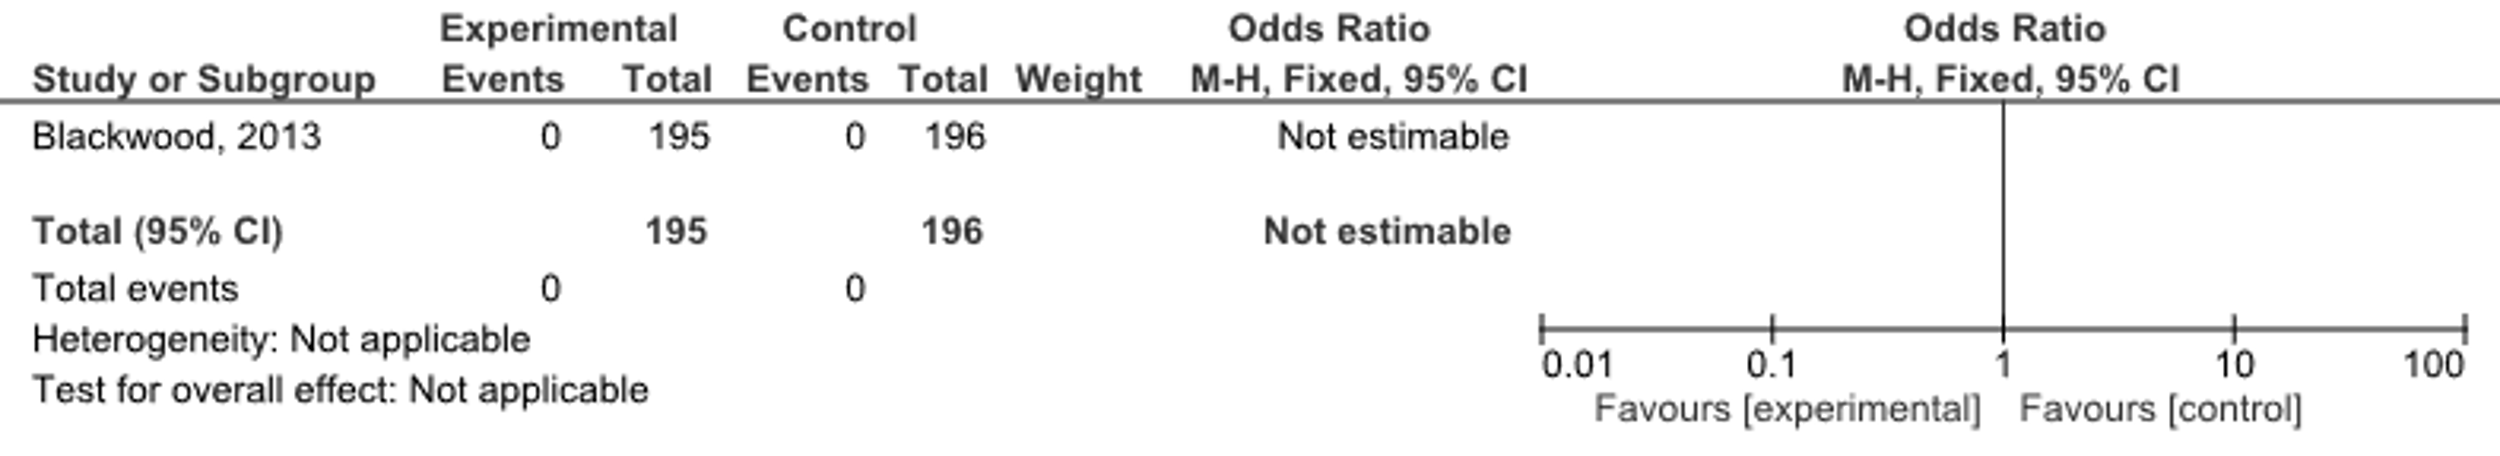 Experimental Control Odds Ratio Odds Ratio
Study or Subgroup Events Total Events Total Weight M-H, Fixed, 95% CI M-H, Fixed, 95% CI
Blackwood, 2013 0 195 0 196 Not estimable
Total (95% CI) 195 196 Not estimable
Total events 0 0
Heterogeneity: Not applicable
Test for overall effect: Not applicable
0.01 0.1 1 10 100
Favours [experimental] Favours [control]